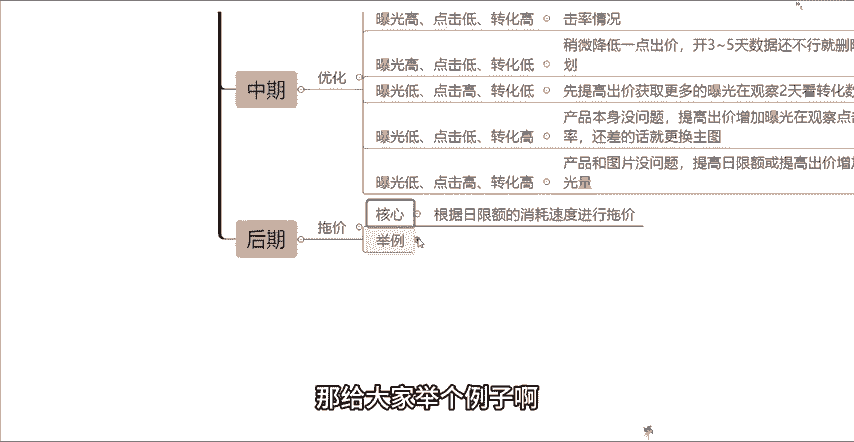 曝光高、点击低、转化高 击率情况
稍微降低一点出价，开3~5天数据还不行就删除
曝光高、点击低、转化低 划
中期 优化
曝光低、点击高、转化低 先提高出价获取更多的曝光在观察2天看转化数
产品本身没问题，提高出价增加曝光在观察点击
曝光低、点击低、转化高 率，还差的话就更换主图
产品和图片没问题，提高日限额或提高出价增加
曝光低、点击高、转化高 光量
后期 拖价
核心 根据日限额的消耗速度进行拖价
举例
那给大家举个例子啊